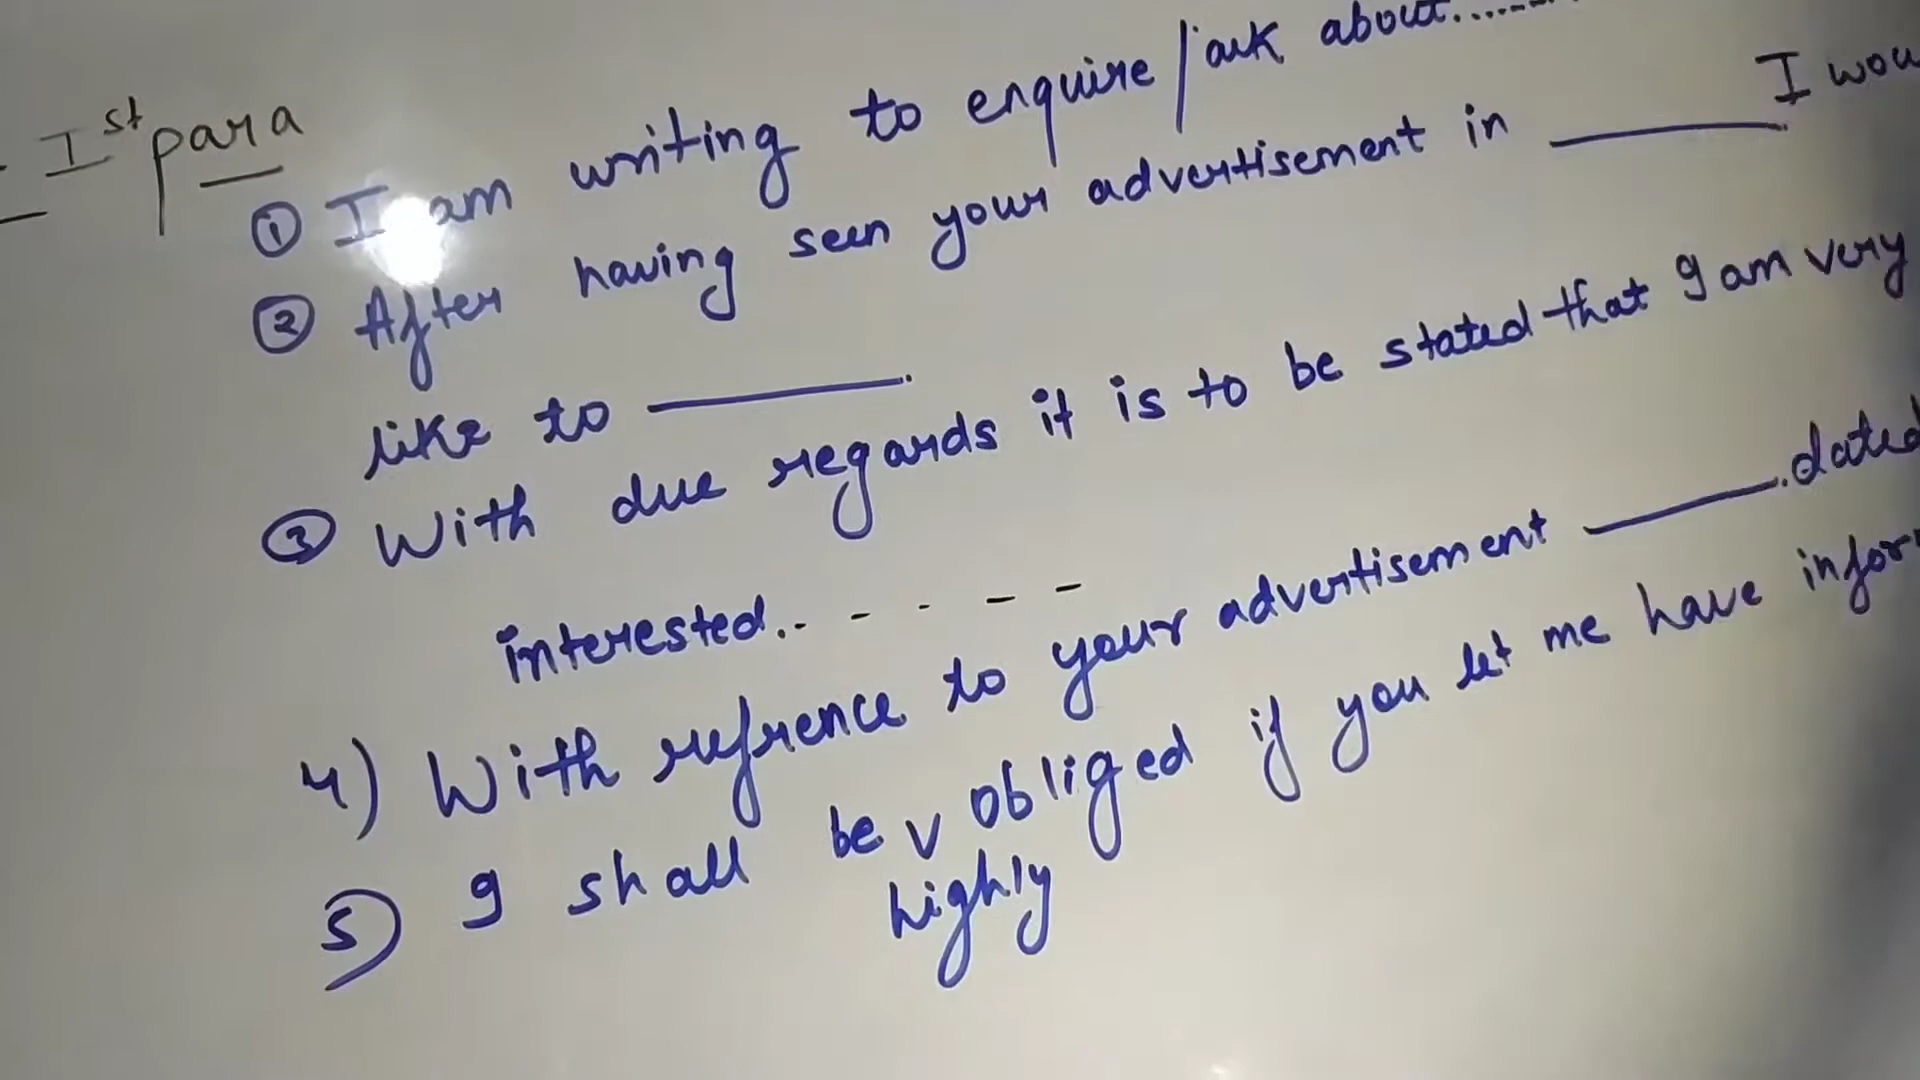 Ist para
① I am writing to enquire / ask about........
② After having seen your advertisement in ______ I wou
like to ______.
③ With due regards it is to be stated that I am very
interested..- - - - -
4) With refrence to your advertisement ______. dated
5) I shall be v obliged if you let me have infor
highly